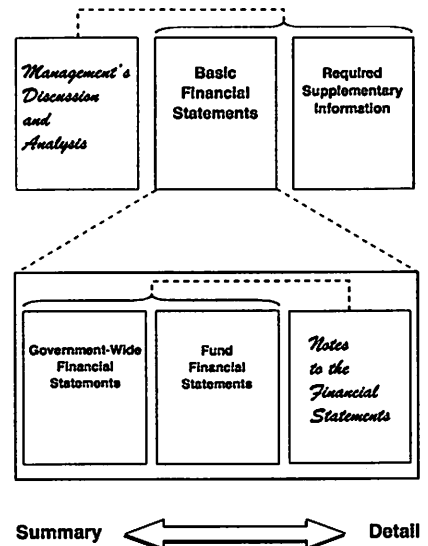 Management's
Discussion
and
Analysis
Basic
Financial
Statements
Required
Supplementary
Information
Government-Wide
Financial
Statements
Fund
Financial
Statements
Notes
to the
Financial
Statements
Summary
Detail